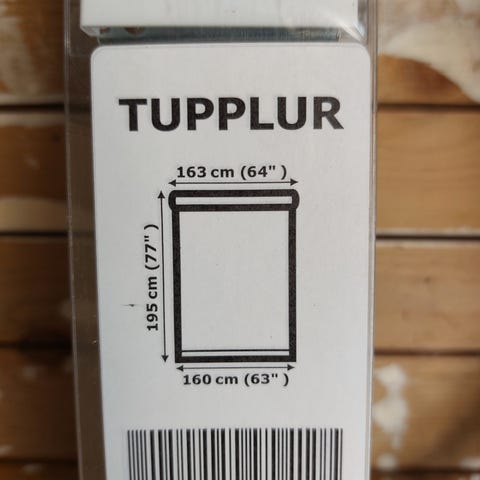 TUPPLUR
163 cm (64" )
195 cm (77" )
160 cm (63" )